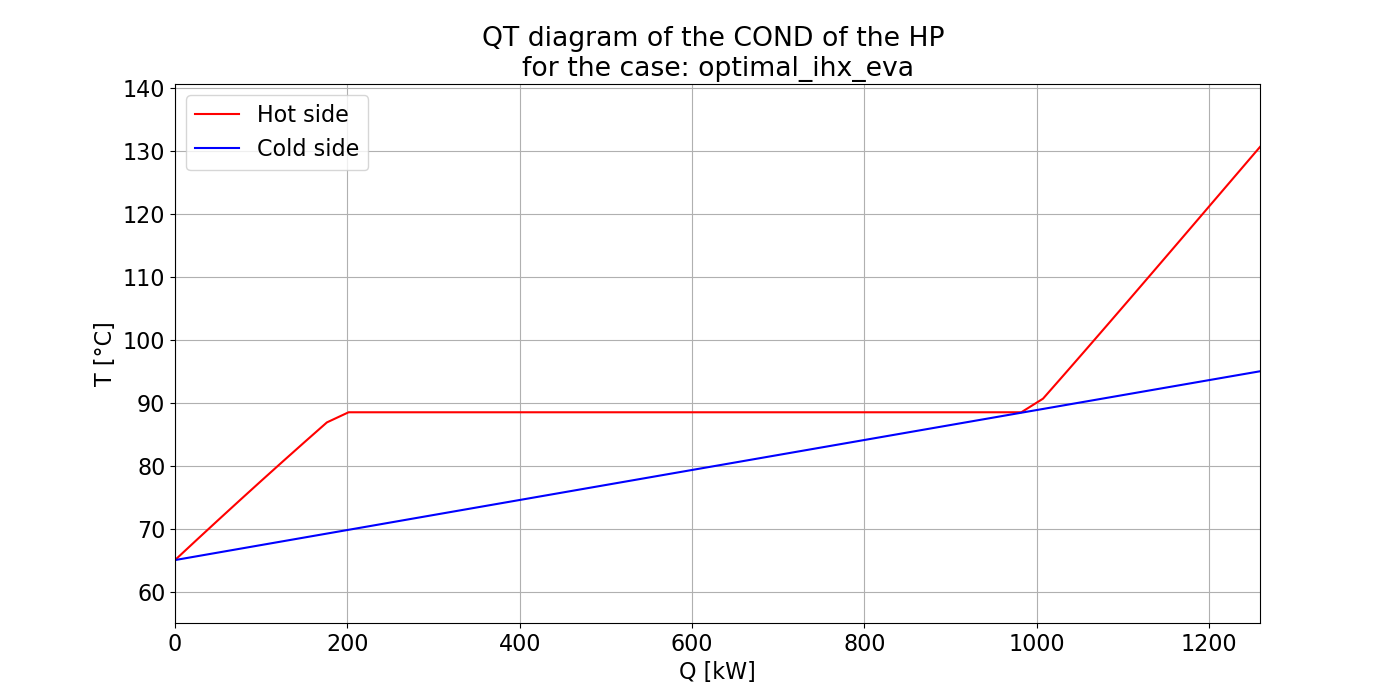 QT diagram of the COND of the HP
for the case: optimal_ihx_eva
Hot side
Cold side
T [°C]
140
130
120
110
100
90
80
70
60
0
200
400
600
800
1000
1200
Q [kW]